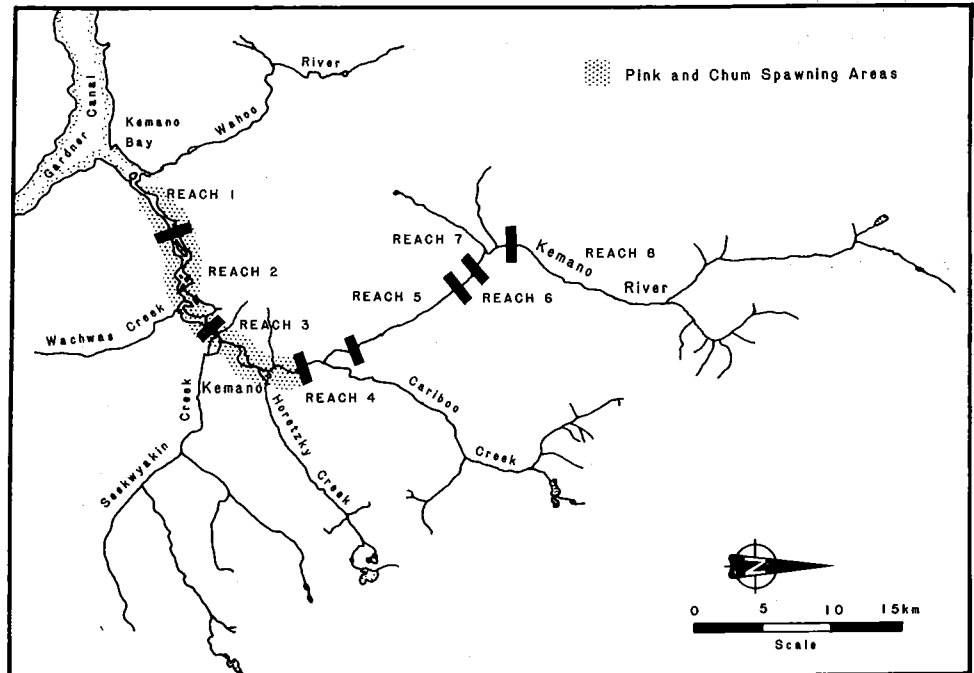 River
Pink and Chum Spawning Areas
Gardner Canal
Kemano
Bay
Wahoo
REACH 1
REACH 2
REACH 7
Kemano
REACH 8
River
REACH 5
REACH 6
Wachwas Creek
REACH 3
Kemano
REACH 4
Cariboo
Creek
Horetzky Creek
Seekwyakin
Creek
N
0 5 10 15km
Scale